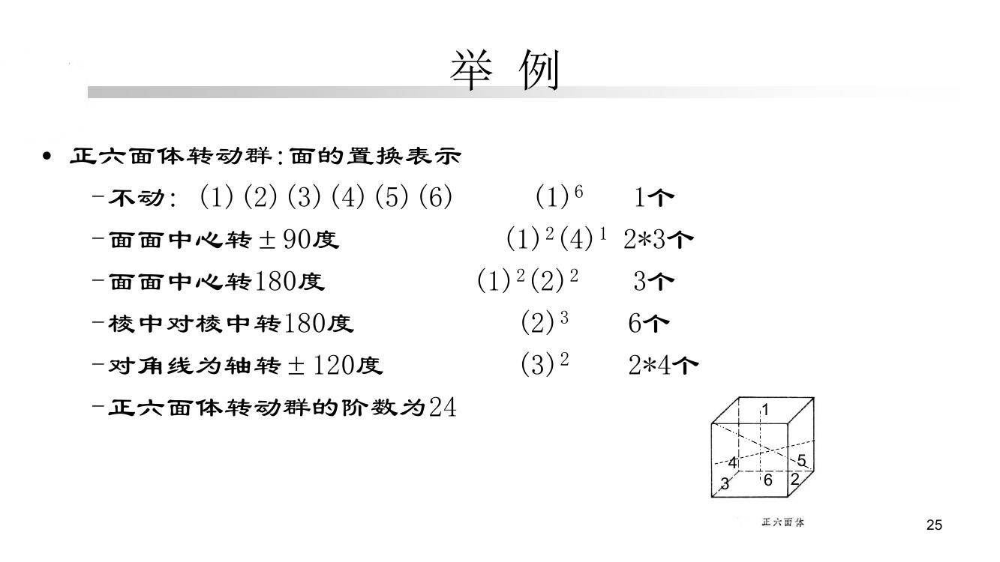 举 例
• 正六面体转动群:面的置换表示
–不动: (1)(2)(3)(4)(5)(6) (1)⁶ 1个
–面面中心转±90度 (1)²(4)¹ 2*3个
–面面中心转180度 (1)²(2)² 3个
–棱中对棱中转180度 (2)³ 6个
–对角线为轴转±120度 (3)² 2*4个
–正六面体转动群的阶数为24
1
4 5
3 6 2
正六面体
25